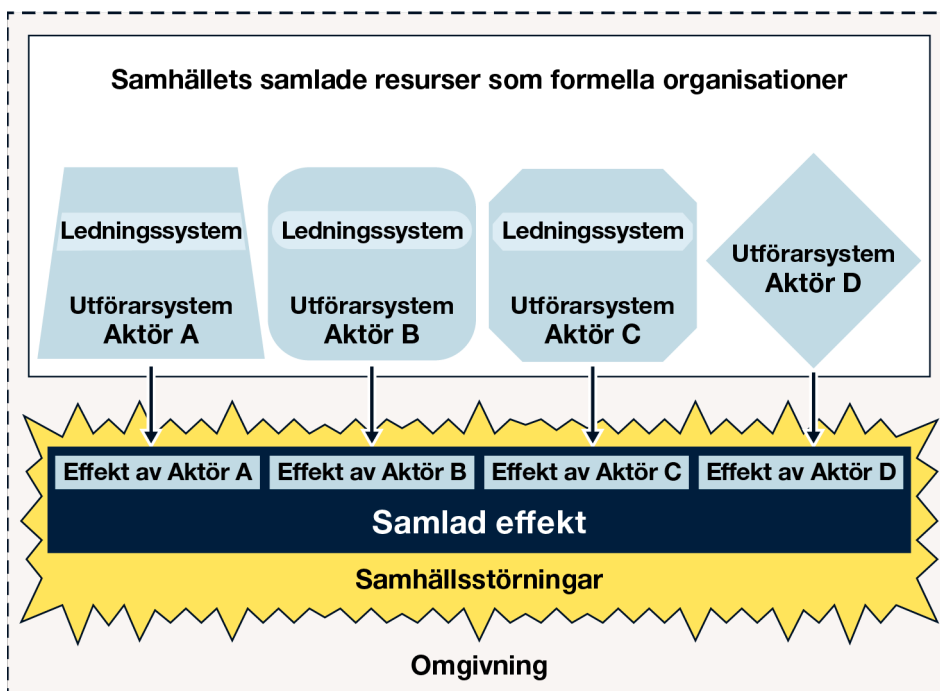 Samhällets samlade resurser som formella organisationer
Ledningssystem
Utförarsystem
Aktör A
Ledningssystem
Utförarsystem
Aktör B
Ledningssystem
Utförarsystem
Aktör C
Utförarsystem
Aktör D
Effekt av Aktör A
Effekt av Aktör B
Effekt av Aktör C
Effekt av Aktör D
Samlad effekt
Samhällsstörningar
Omgivning